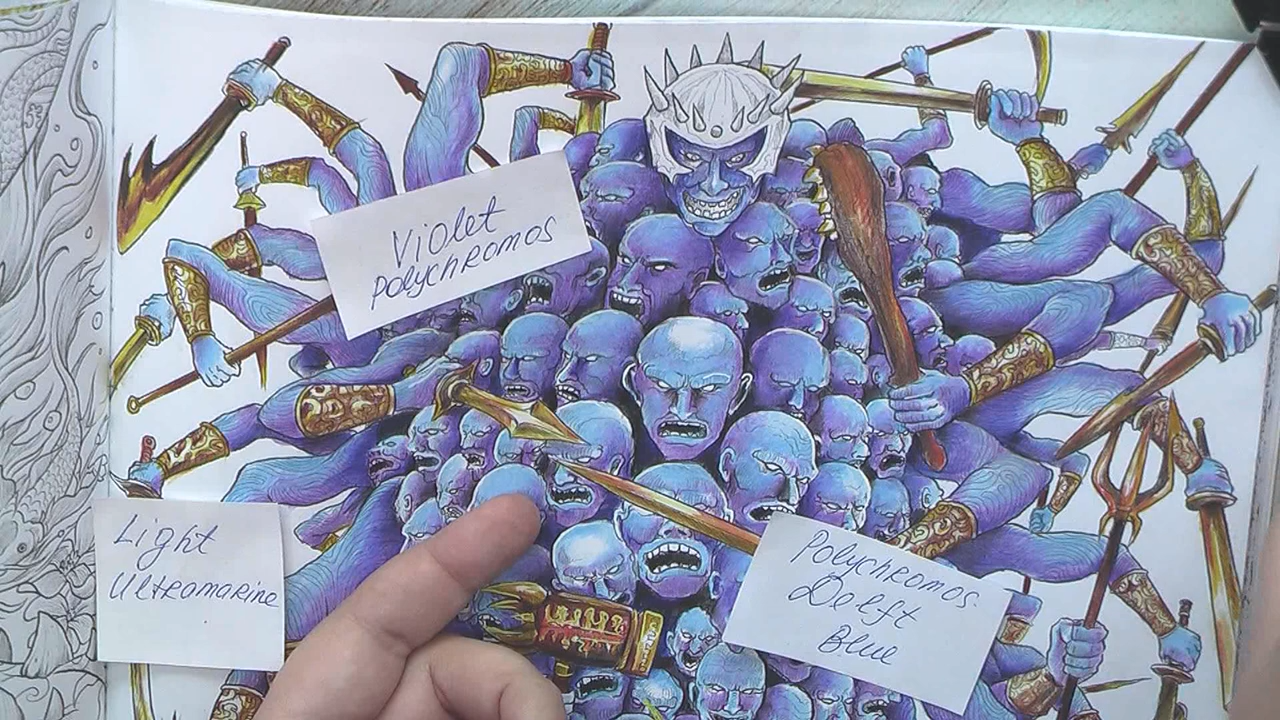 Violet
polychromos
Light
Ultramarine
Polychromos.
Delft
Blue